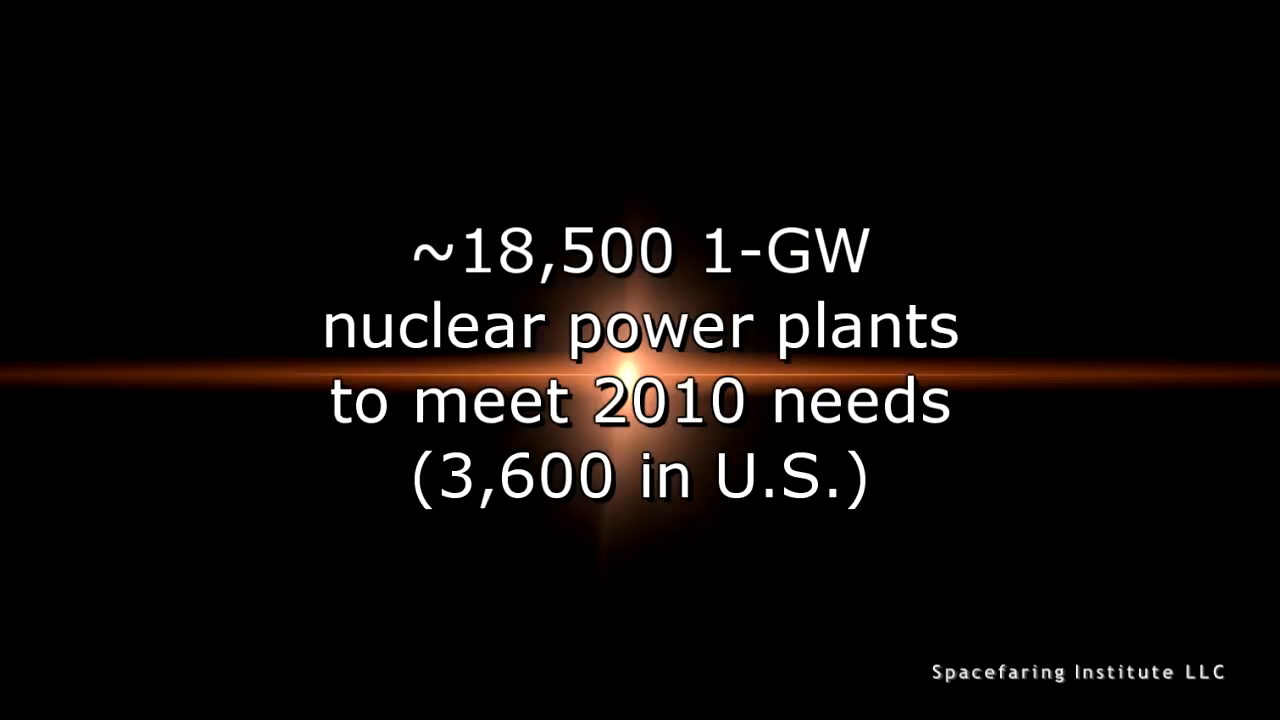 ~18,500 1-GW
nuclear power plants
to meet 2010 needs
(3,600 in U.S.)
Spacefaring Institute LLC